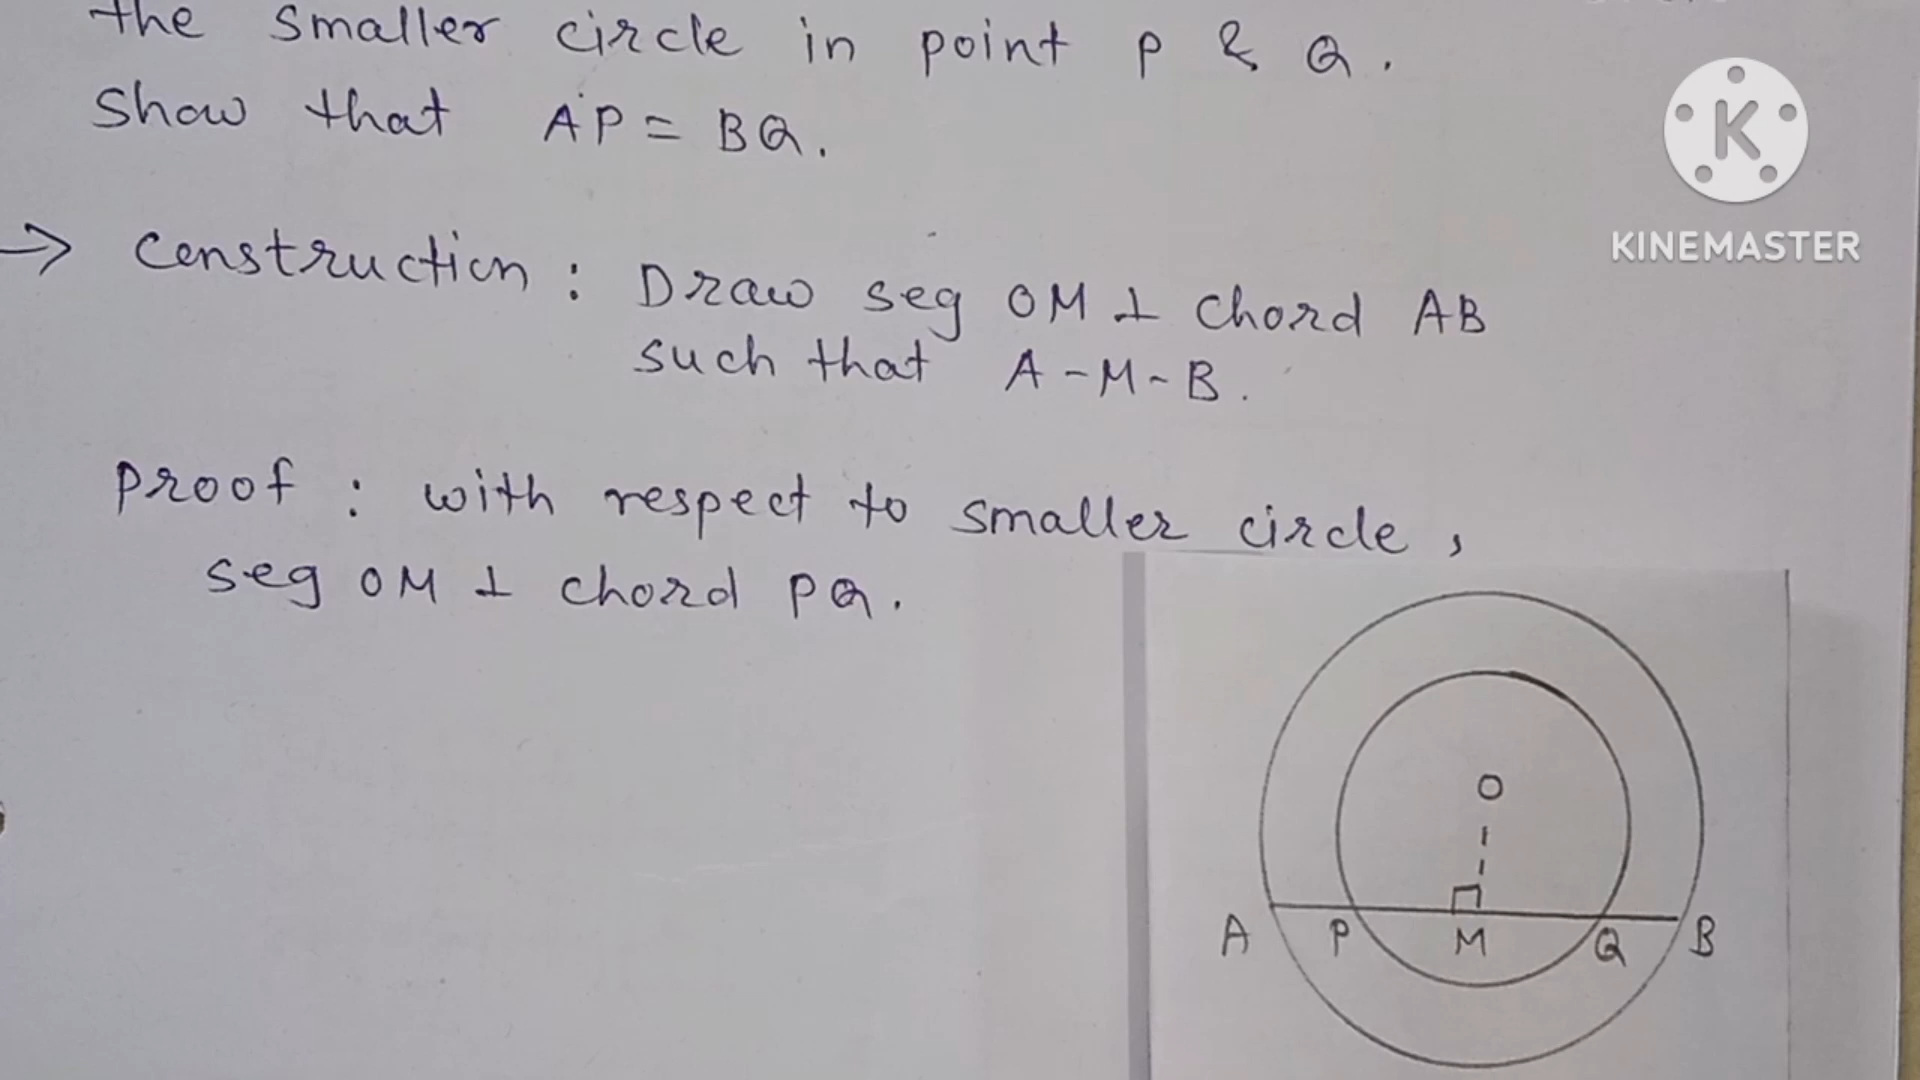 the smaller circle in point P & Q.
Show that AP = BQ.
→ Construction : Draw seg OM ⊥ chord AB
such that A-M-B.
Proof : with respect to smaller circle,
seg OM ⊥ chord PQ.
K
KINEMASTER
O
A P M Q B